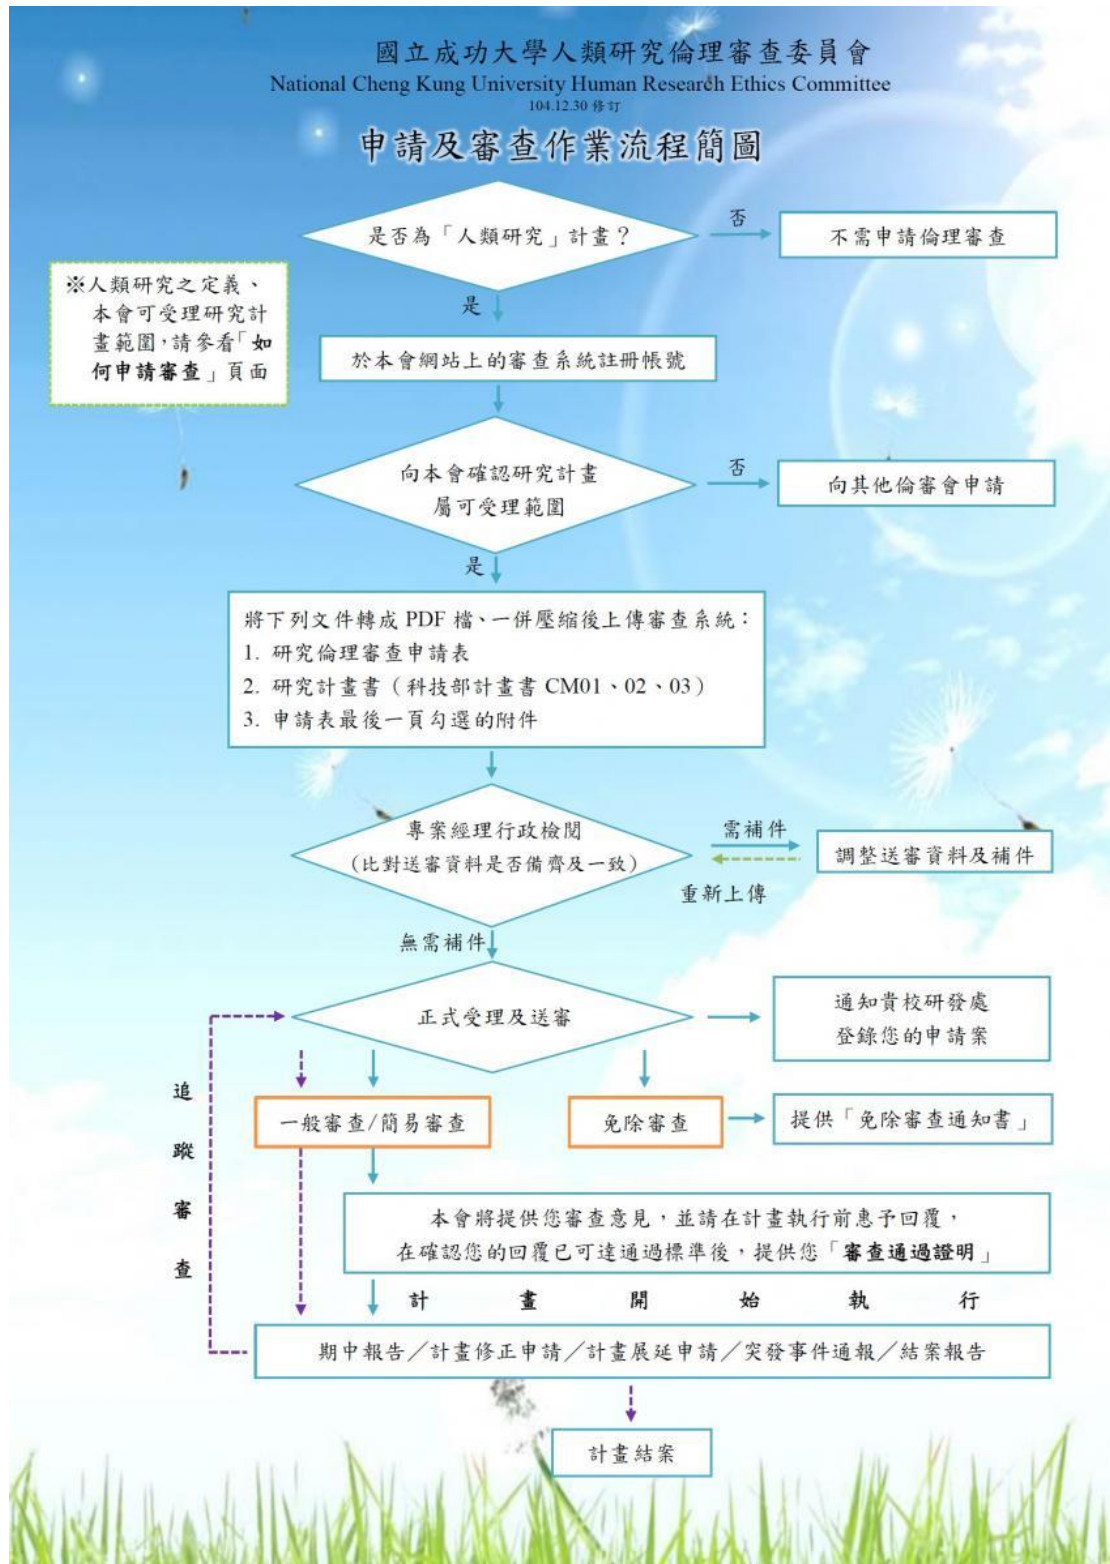 國立成功大學人類研究倫理審查委員會
National Cheng Kung University Human Research Ethics Committee
104.12.30 修訂
申請及審查作業流程簡圖
是否為「人類研究」計畫？
否
不需申請倫理審查
※人類研究之定義、
本會可受理研究計
畫範圍，請參看「如
何申請審查」頁面
是
於本會網站上的審查系統註冊帳號
向本會確認研究計畫
屬可受理範圍
否
向其他倫審會申請
是
將下列文件轉成 PDF 檔、一併壓縮後上傳審查系統：
1. 研究倫理審查申請表
2. 研究計畫書（科技部計畫書 CM01、02、03）
3. 申請表最後一頁勾選的附件
專案經理行政檢閱
（比對送審資料是否備齊及一致）
需補件
重新上傳
調整送審資料及補件
無需補件
正式受理及送審
通知貴校研發處
登錄您的申請案
追蹤審查
一般審查/簡易審查
免除審查
提供「免除審查通知書」
本會將提供您審查意見，並請在計畫執行前惠予回覆，
在確認您的回覆已可達通過標準後，提供您「審查通過證明」
計畫開始執行
期中報告／計畫修正申請／計畫展延申請／突發事件通報／結案報告
計畫結案